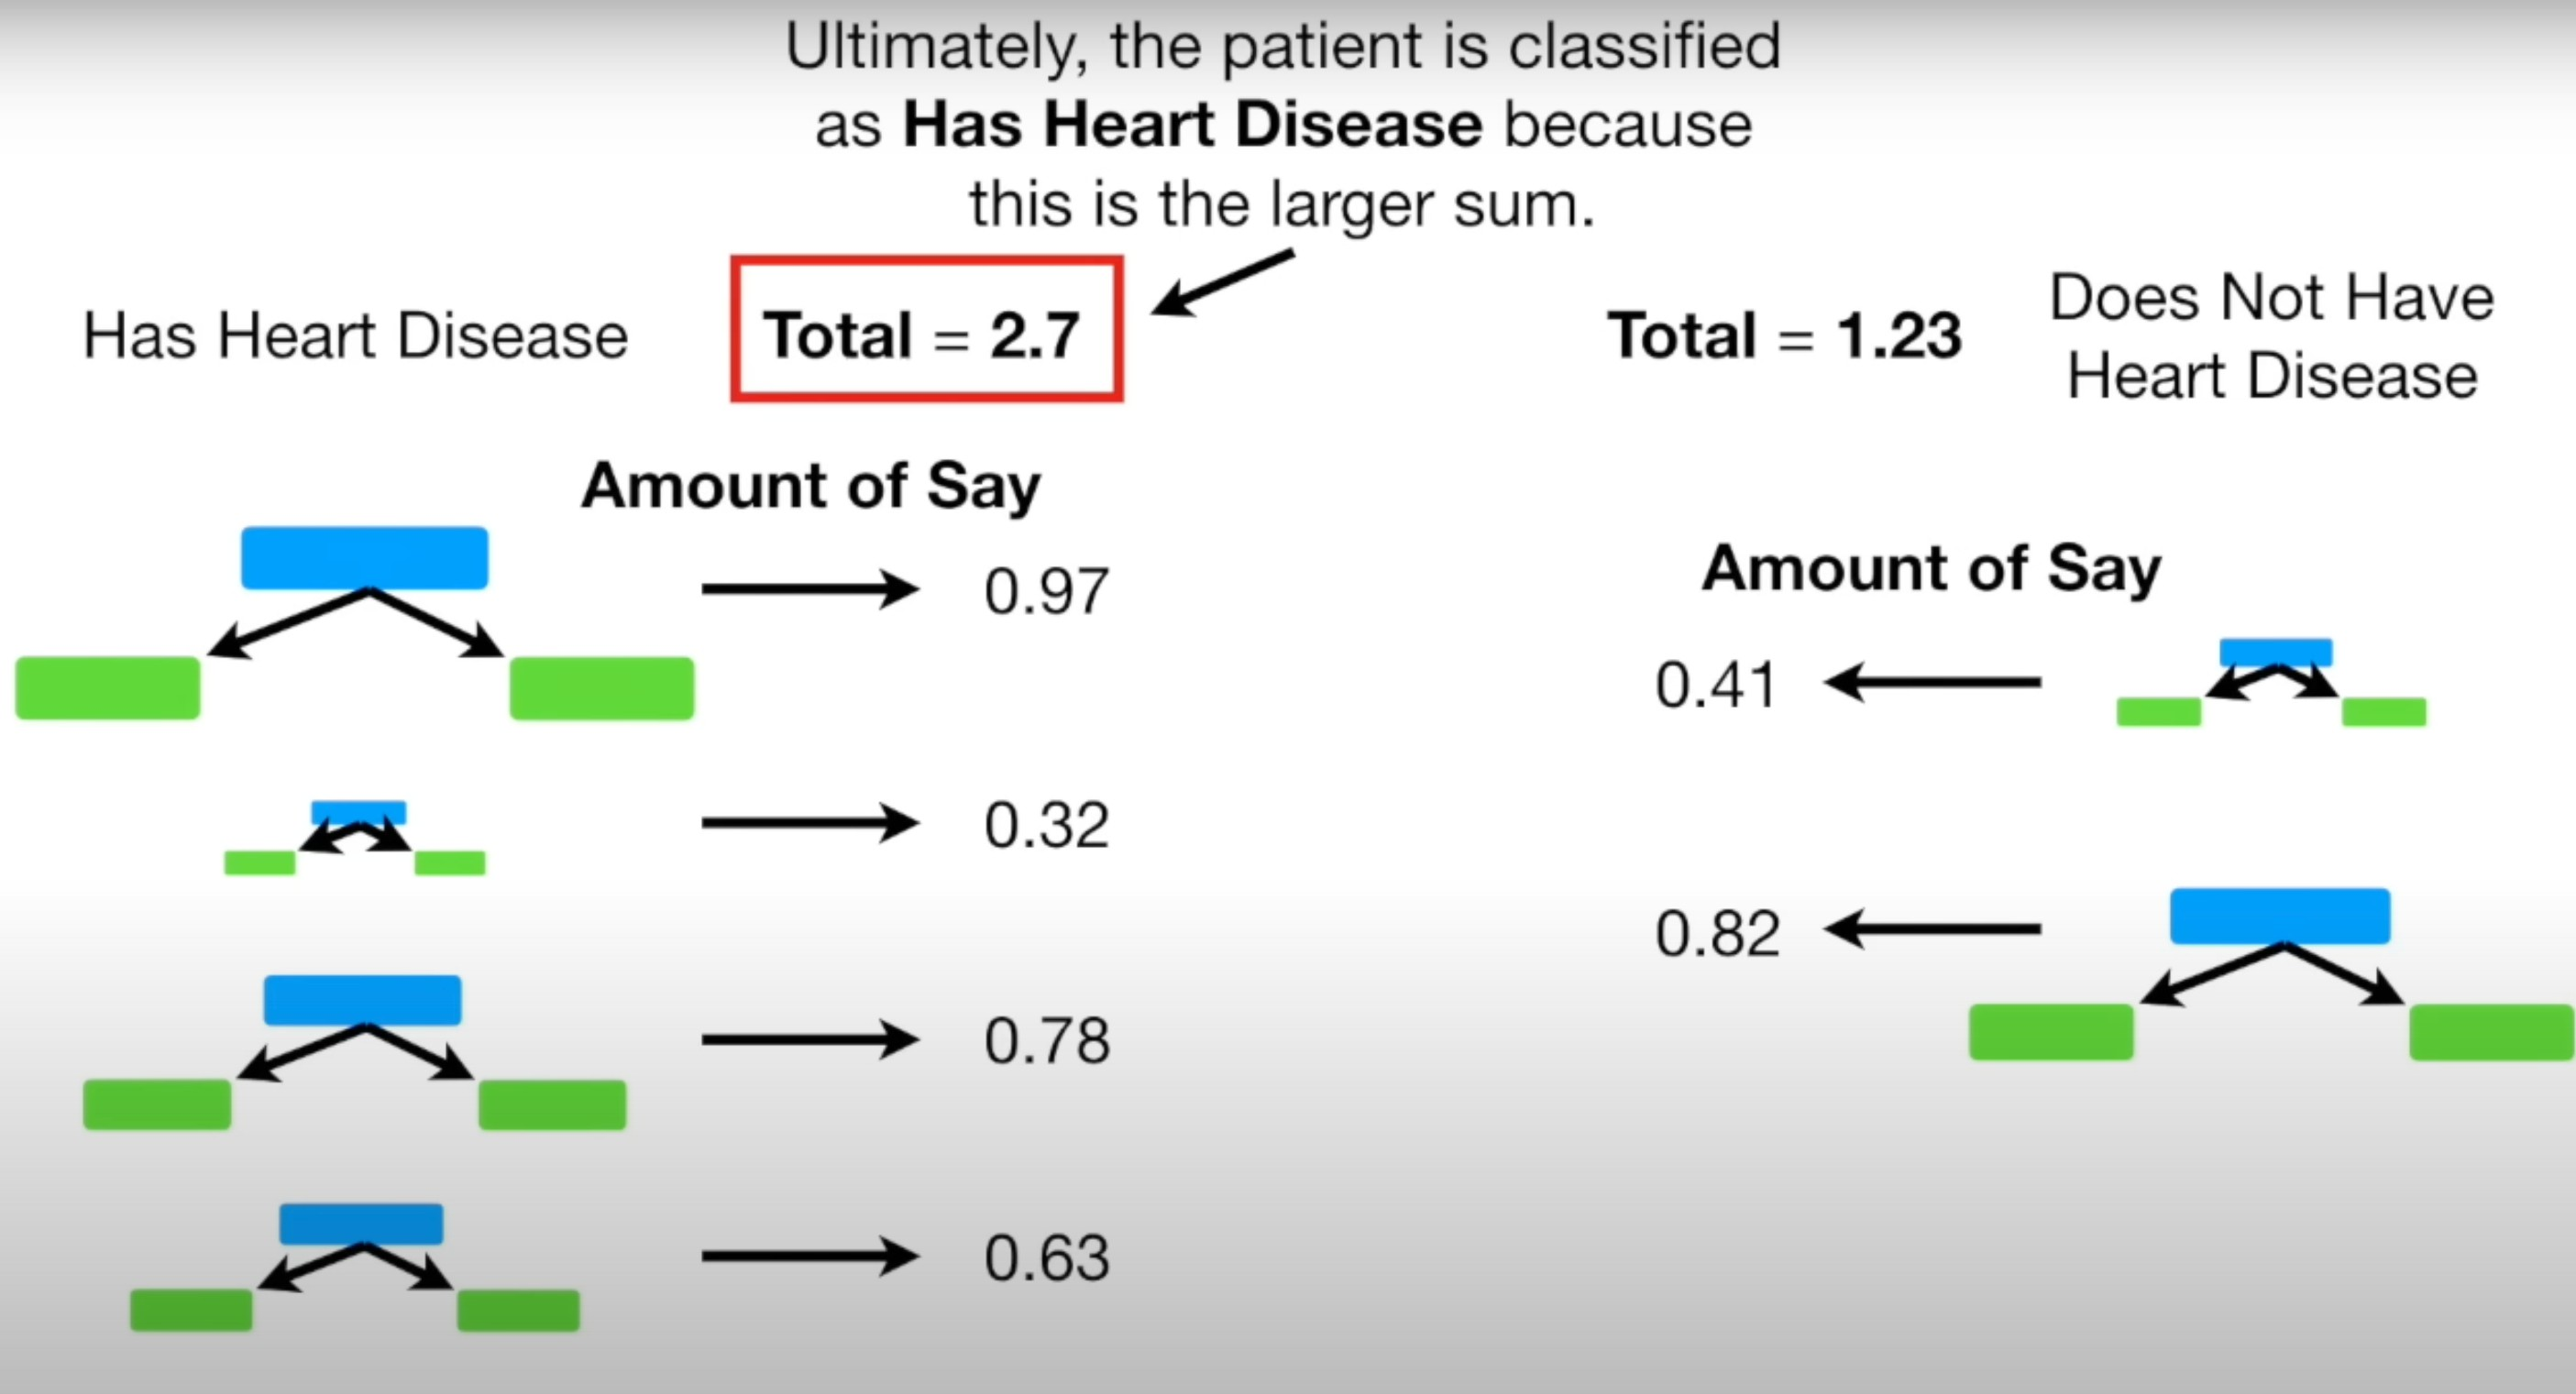 Ultimately, the patient is classified
as Has Heart Disease because
this is the larger sum.
Has Heart Disease
Total = 2.7
Total = 1.23
Does Not Have
Heart Disease
Amount of Say
0.97
0.32
0.78
0.63
Amount of Say
0.41
0.82